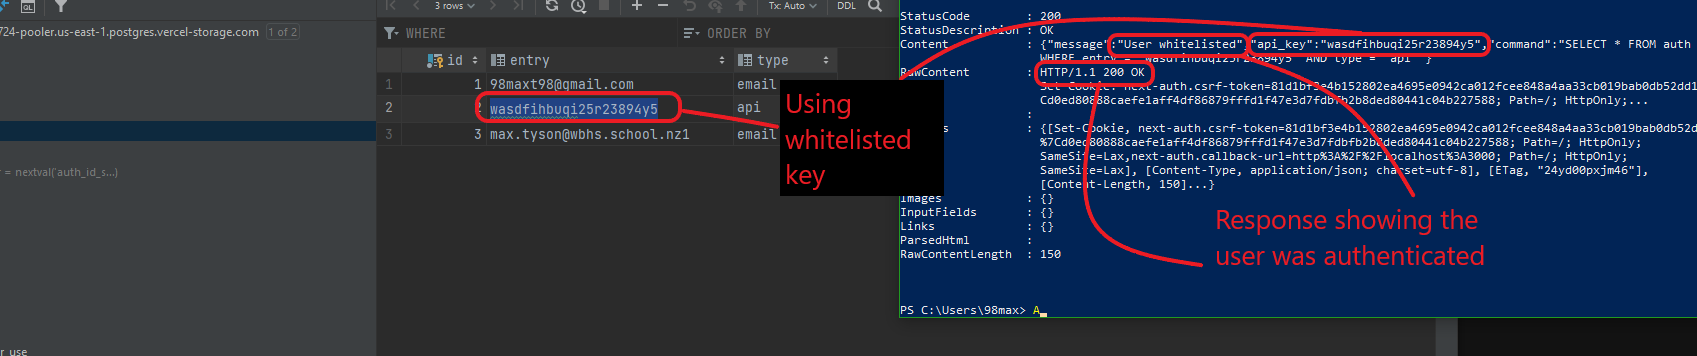 3 rows
Tx: Auto
DDL
724-pooler.us-east-1.postgres.vercel-storage.com 1 of 2
WHERE
ORDER BY
id entry type
1 1 98maxt98@gmail.com email
2 2 wasdfihbuqi25r23894y5 api
3 3 max.tyson@wbhs.school.nz1 email
r = nextval('auth_id_s...)
r use
Using
whitelisted
key
StatusCode : 200
StatusDescription : OK
Content : {"message":"User whitelisted","api_key":"wasdfihbuqi25r23894y5","command":"SELECT * FROM auth
WHERE entry = 'wasdfihbuqi25r23894y5' AND type = 'api'"}
RawContent : HTTP/1.1 200 OK
Set-Cookie: next-auth.csrf-token=81d1bf3e4b152802ea4695e0942ca012fcee848a4aa33cb019bab0db52dd1
Cd0ed80888caefe1aff4df86879fffd1f47e3d7fdbfb2b8ded80441c04b227588; Path=/; HttpOnly;...
:
s : {[Set-Cookie, next-auth.csrf-token=81d1bf3e4b152802ea4695e0942ca012fcee848a4aa33cb019bab0db52d
%7Cd0ed80888caefe1aff4df86879fffd1f47e3d7fdbfb2b8ded80441c04b227588; Path=/; HttpOnly;
SameSite=Lax,next-auth.callback-url=http%3A%2F%2Flocalhost%3A3000; Path=/; HttpOnly;
SameSite=Lax], [Content-Type, application/json; charset=utf-8], [ETag, "24yd00pxjm46"],
[Content-Length, 150]...}
Images : {}
InputFields : {}
Links : {}
ParsedHtml :
RawContentLength : 150
Response showing the
user was authenticated
PS C:\Users\98max> A